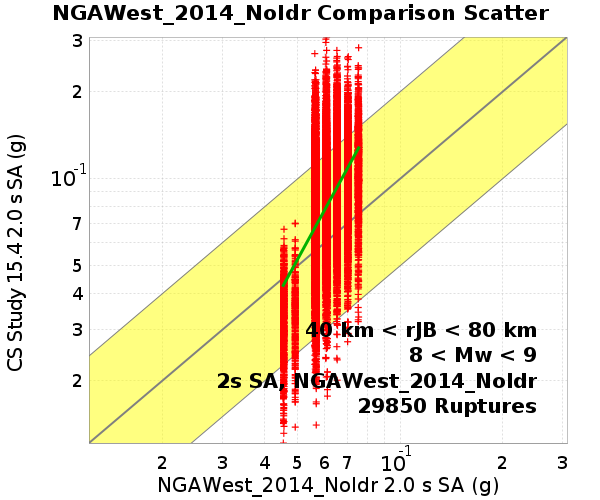 NGAWest_2014_NoIdr Comparison Scatter
CS Study 15.4 2.0 s SA (g)
3
2
10-1
7
5
4
3
2
40 km < rJB < 80 km
8 < Mw < 9
2s SA, NGAWest_2014_NoIdr
29850 Ruptures
2 3 4 5 6 7 10-1 2 3
NGAWest_2014_NoIdr 2.0 s SA (g)